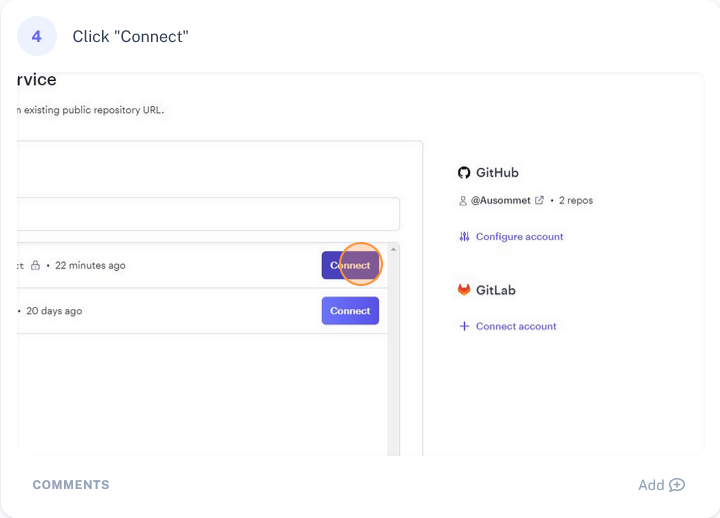 4 Click "Connect"
rvice
n existing public repository URL.
GitHub
@Ausommet • 2 repos
Configure account
ct • 22 minutes ago Connect
GitLab
• 20 days ago Connect
Connect account
COMMENTS Add